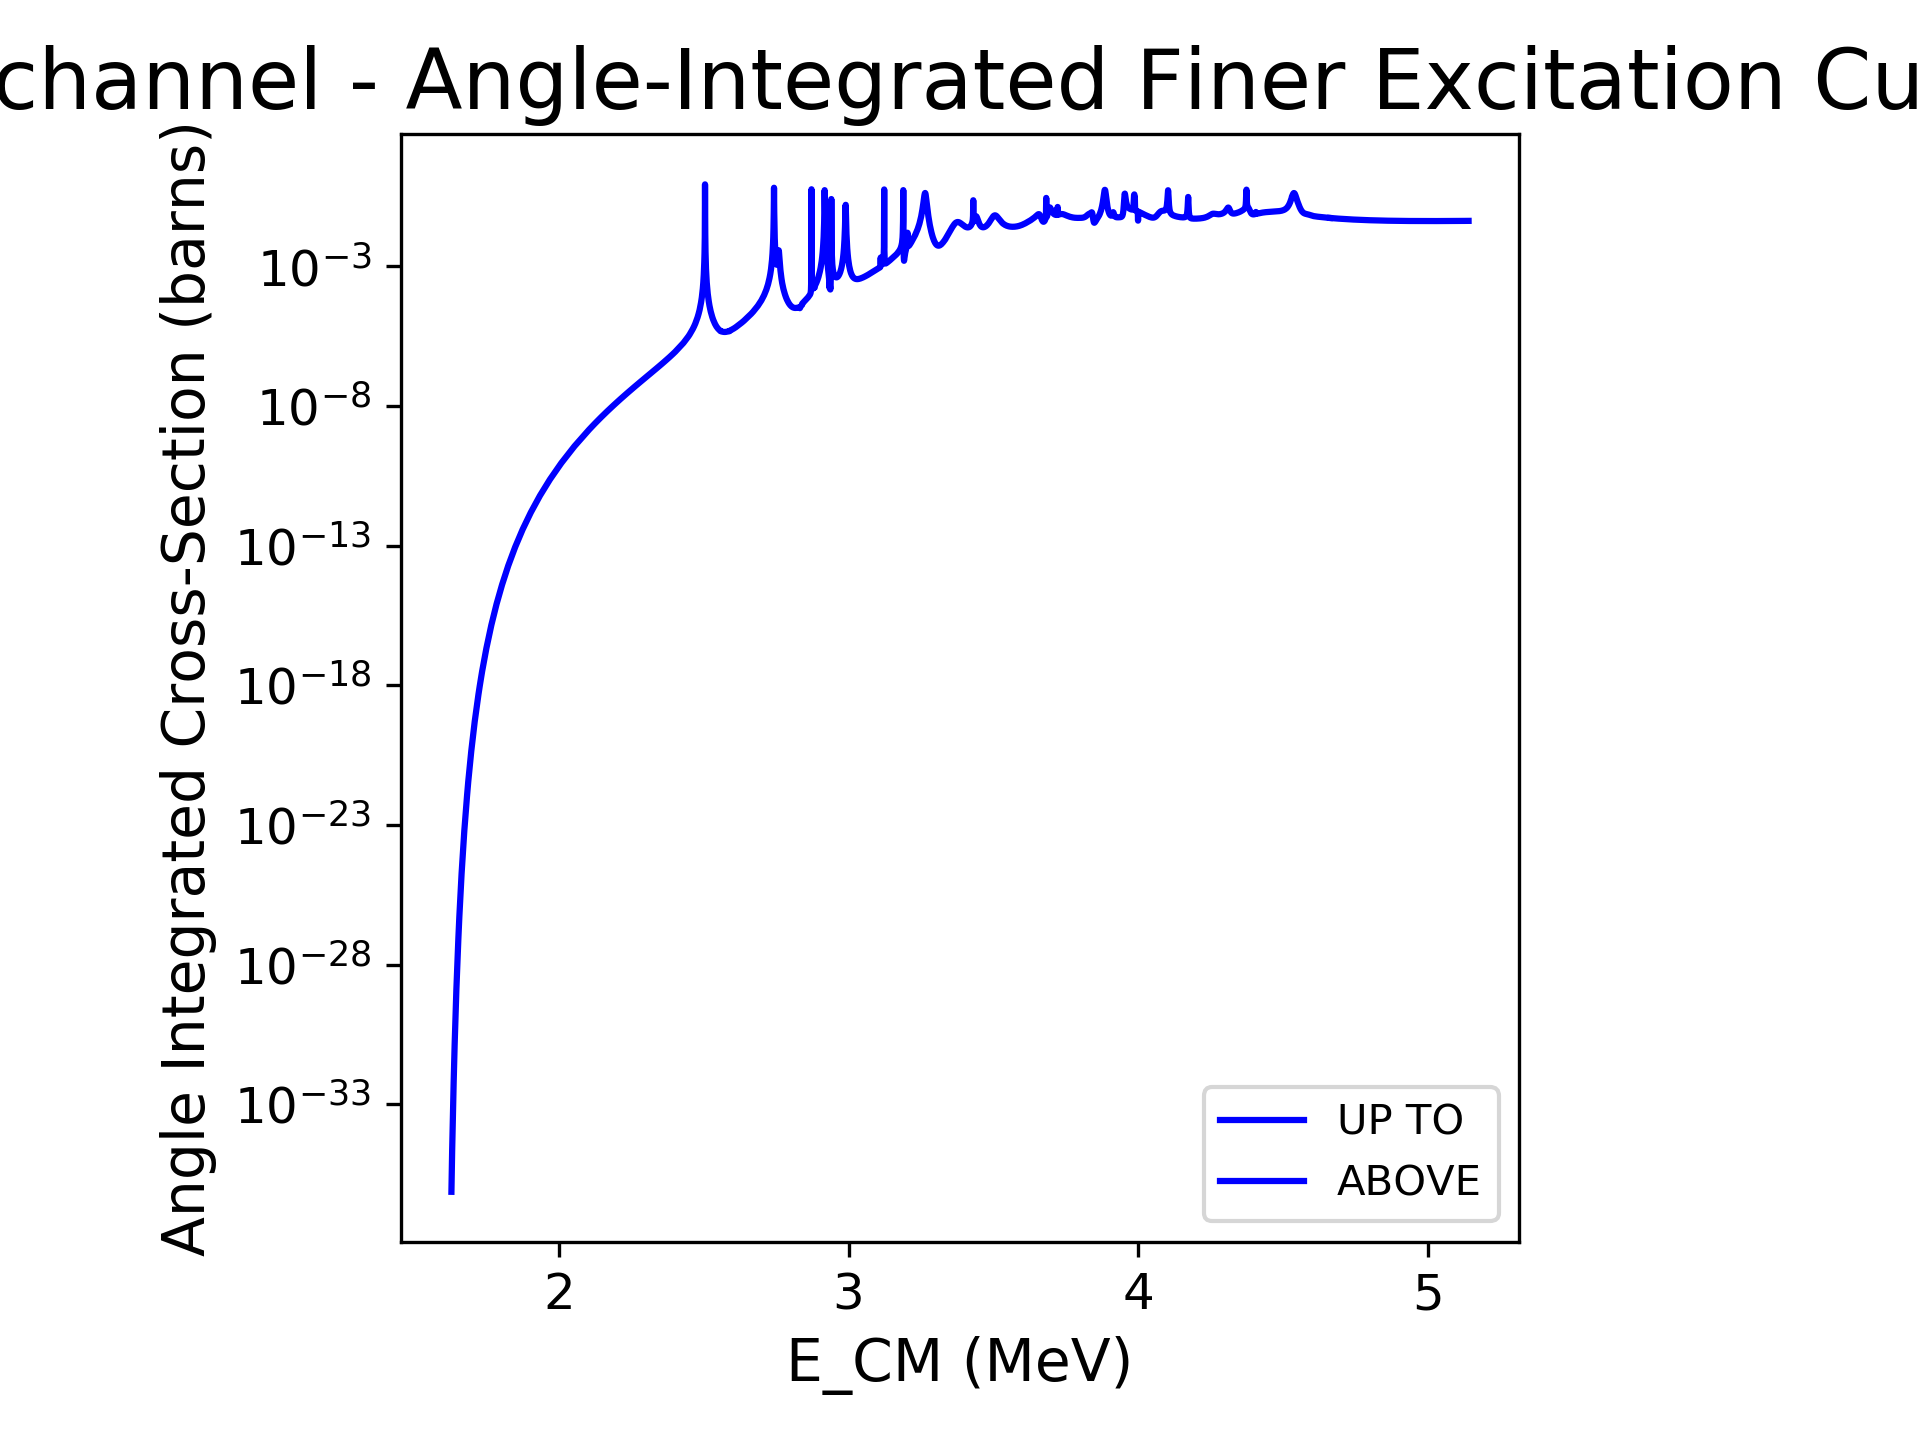 channel - Angle-Integrated Finer Excitation Cu
Angle Integrated Cross-Section (barns)
10⁻³
10⁻⁸
10⁻¹³
10⁻¹⁸
10⁻²³
10⁻²⁸
10⁻³³
UP TO
ABOVE
2 3 4 5
E_CM (MeV)